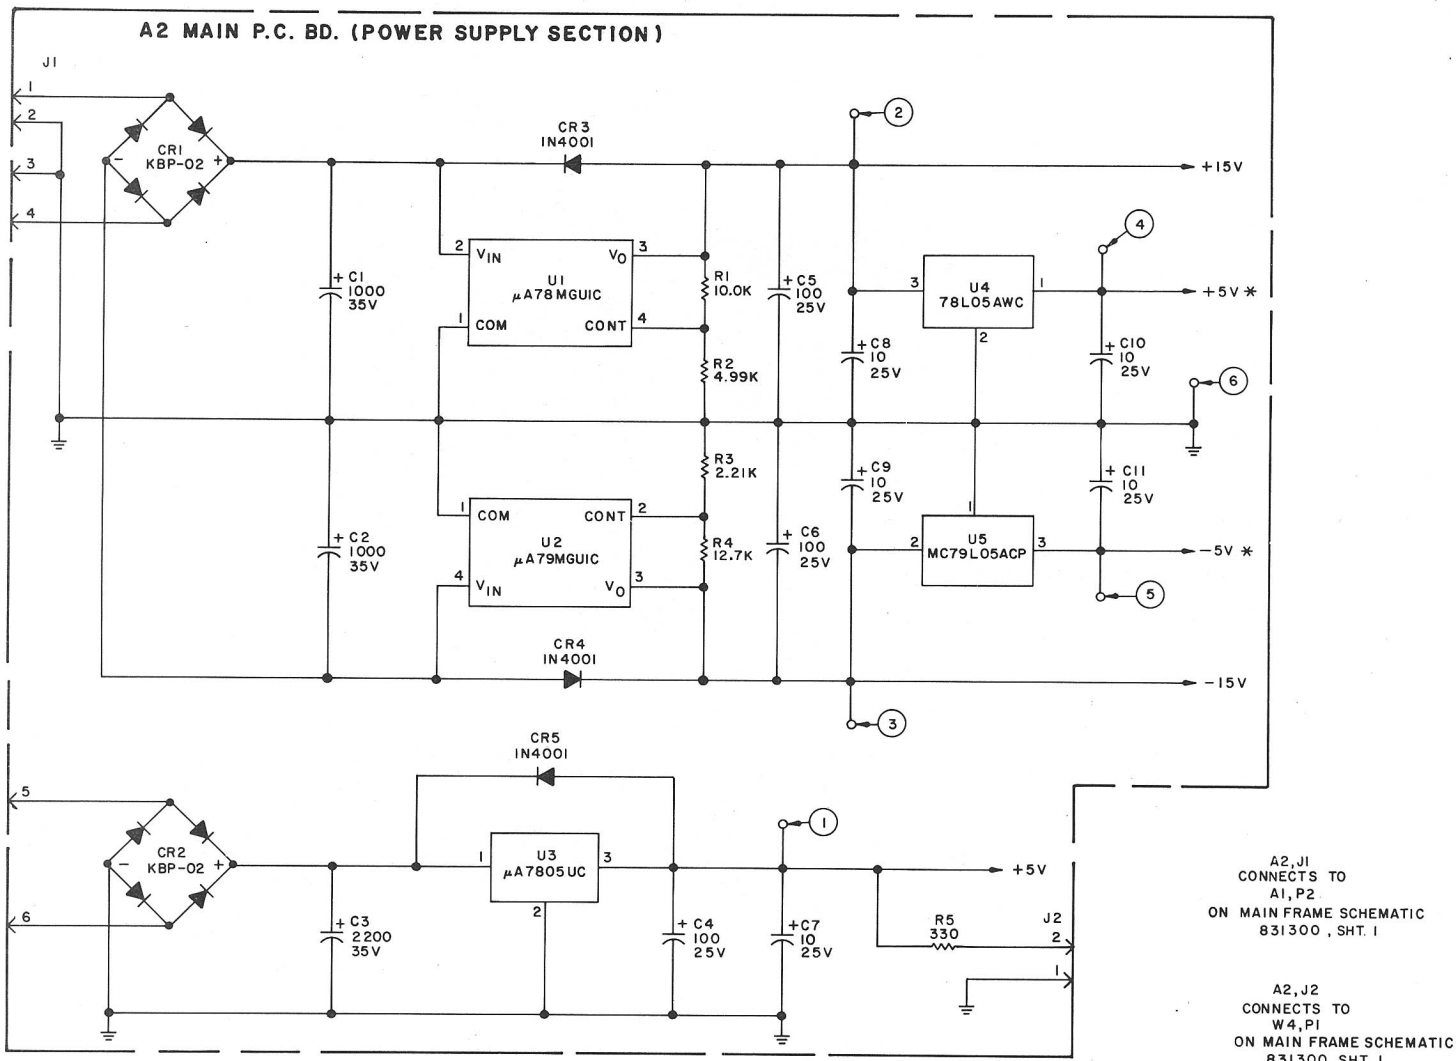 A2 MAIN P.C. BD. (POWER SUPPLY SECTION)
J1
1
2
3
4
CR1
KBP-02
-
+
CR3
1N4001
2
+15V
+ C1
1000
35V
2
VIN
VO
3
U1
µA78MGUIC
1
COM
CONT
4
R1
10.0K
R2
4.99K
+ C5
100
25V
+ C8
10
25V
3
U4
78L05AWC
1
2
4
+5V *
+ C10
10
25V
6
R3
2.21K
R4
12.7K
+ C9
10
25V
+ C11
10
25V
+ C2
1000
35V
1
COM
CONT
2
U2
µA79MGUIC
4
VIN
VO
3
+ C6
100
25V
1
2
U5
MC79L05ACP
3
-5V *
5
CR4
1N4001
-15V
3
CR5
1N4001
5
6
CR2
KBP-02
-
+
1
U3
µA7805UC
3
2
1
+5V
+ C3
2200
35V
+ C4
100
25V
+ C7
10
25V
R5
330
J2
2
1
A2,J1
CONNECTS TO
A1,P2
ON MAIN FRAME SCHEMATIC
831300, SHT. 1
A2,J2
CONNECTS TO
W4,P1
ON MAIN FRAME SCHEMATIC
831300, SHT. 1